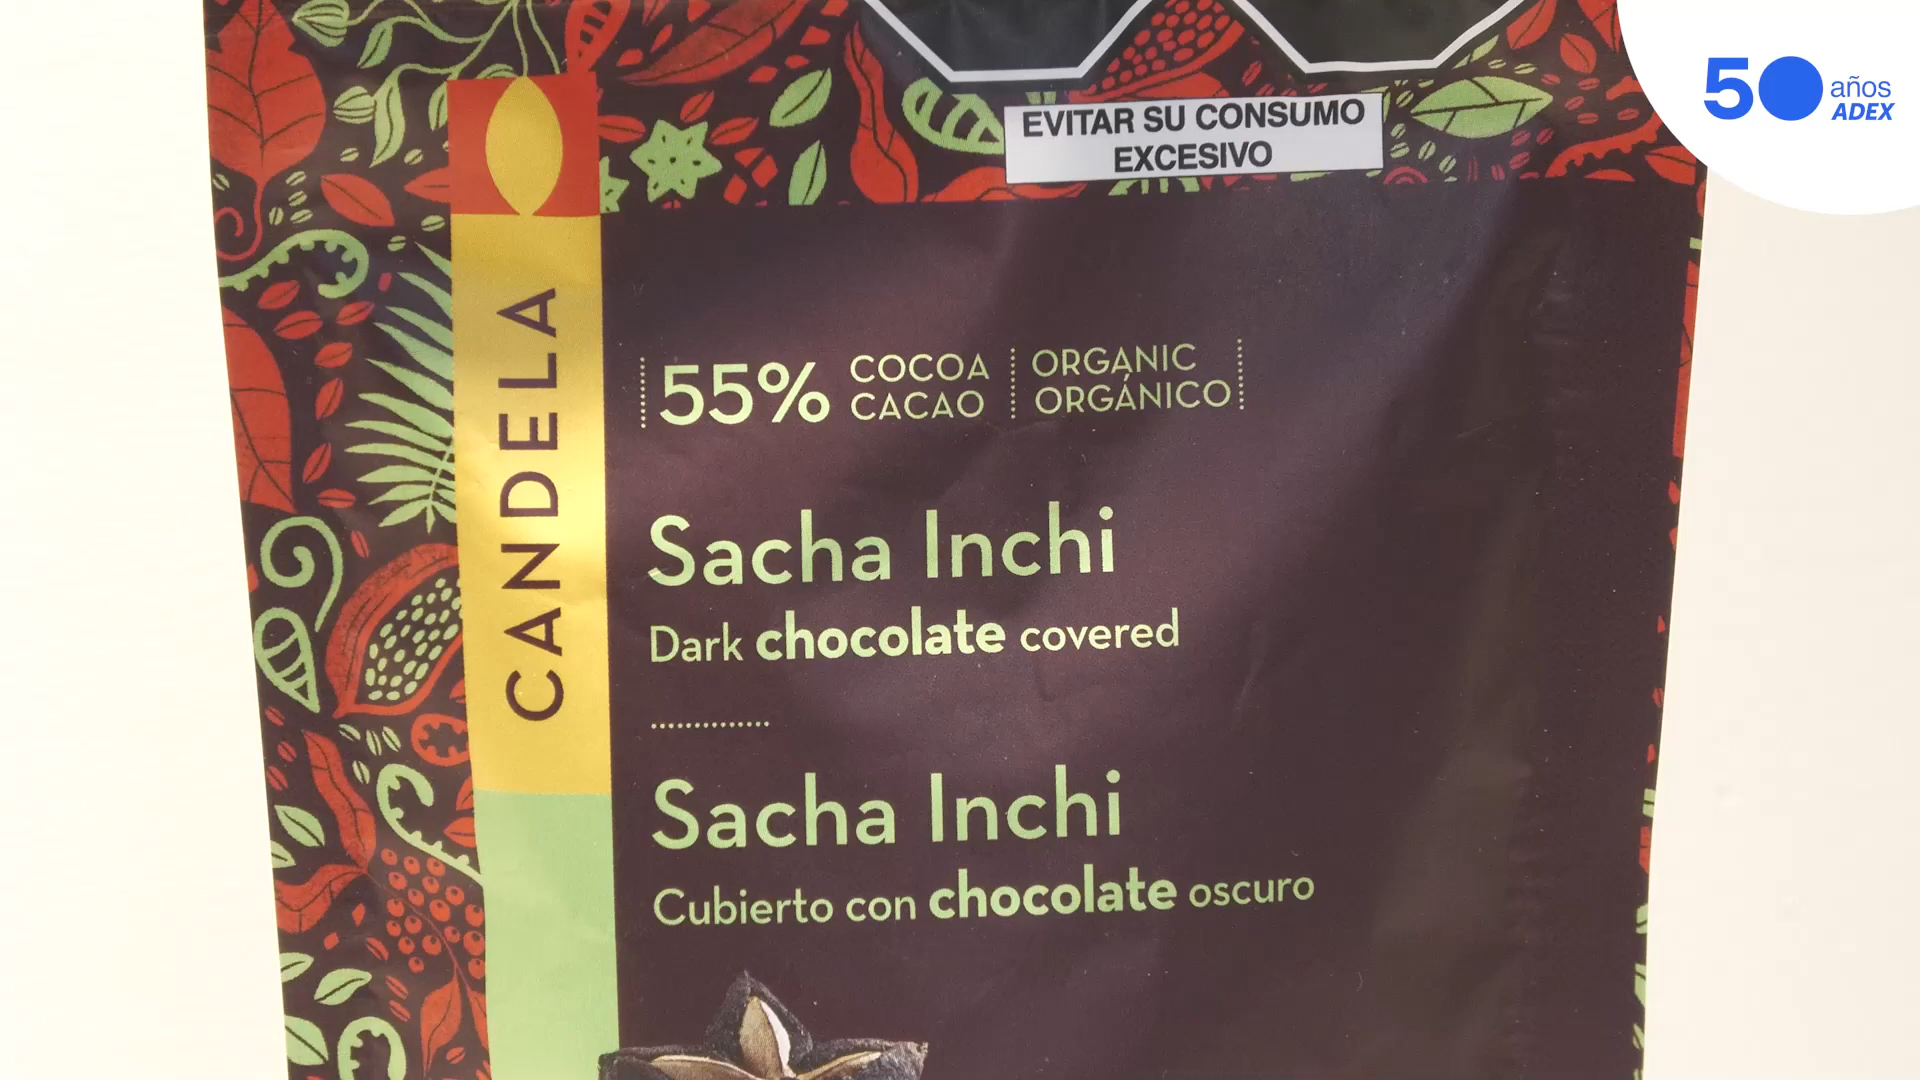 50 años
ADEX
EVITAR SU CONSUMO
EXCESIVO
CANDELA
55% COCOA ORGANIC
CACAO ORGÁNICO
Sacha Inchi
Dark chocolate covered
Sacha Inchi
Cubierto con chocolate oscuro